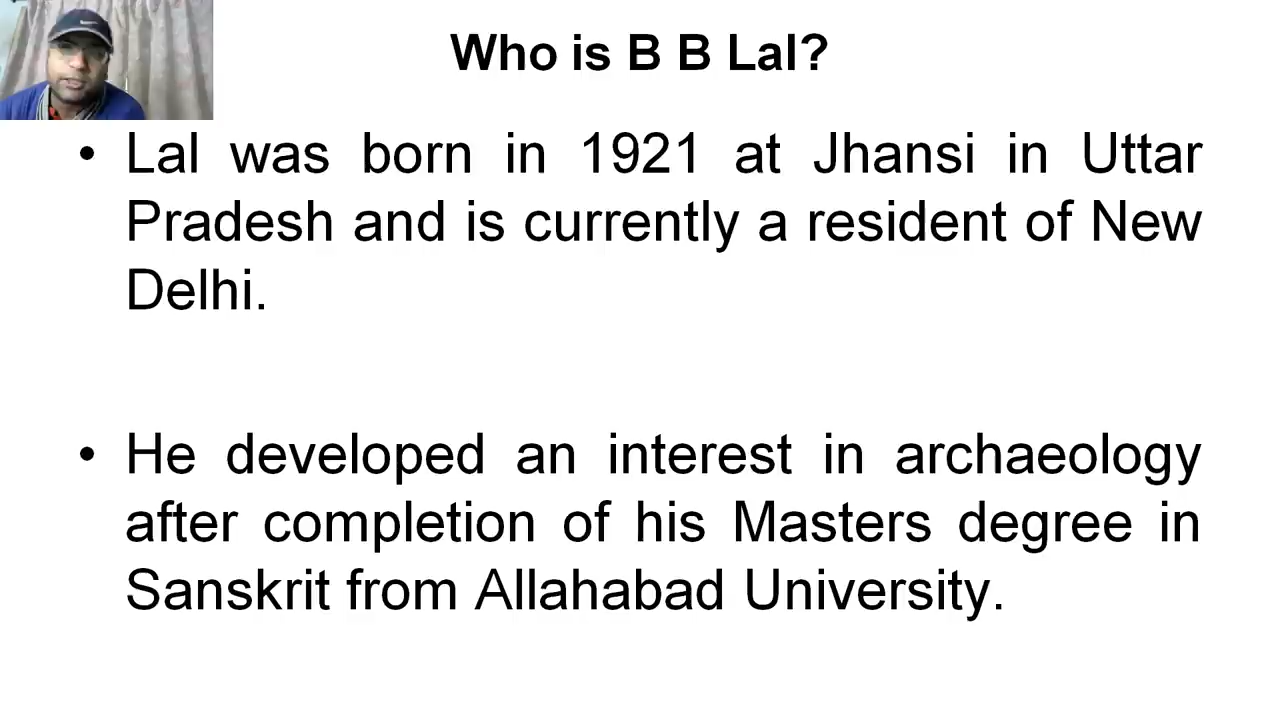 Who is B B Lal?
• Lal was born in 1921 at Jhansi in Uttar
Pradesh and is currently a resident of New
Delhi.
• He developed an interest in archaeology
after completion of his Masters degree in
Sanskrit from Allahabad University.